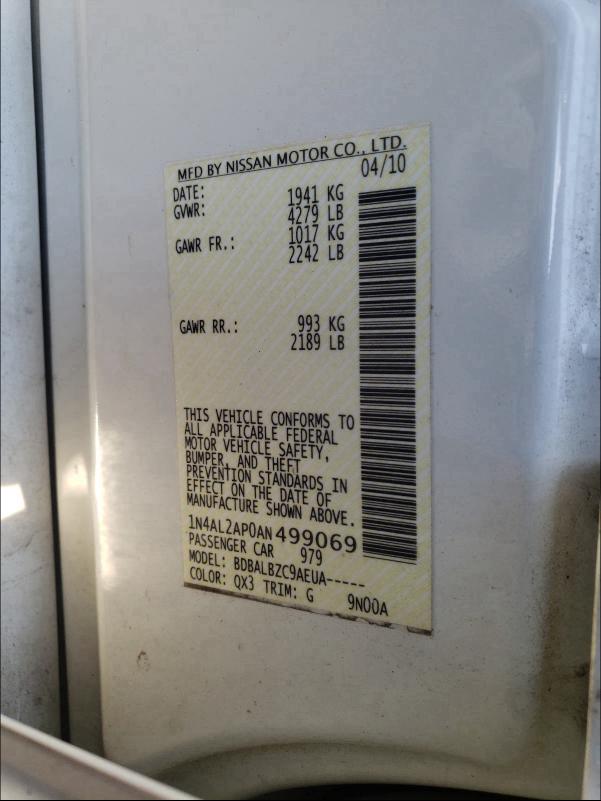 MFD BY NISSAN MOTOR CO., LTD.
DATE: 04/10
GVWR: 1941 KG
4279 LB
GAWR FR.: 1017 KG
2242 LB
GAWR RR.: 993 KG
2189 LB
THIS VEHICLE CONFORMS TO
ALL APPLICABLE FEDERAL
MOTOR VEHICLE SAFETY,
BUMPER, AND THEFT
PREVENTION STANDARDS IN
EFFECT ON THE DATE OF
MANUFACTURE SHOWN ABOVE.
1N4AL2AP0AN499069
PASSENGER CAR 979
MODEL: BDBALBZC9AEUA-----
COLOR: QX3 TRIM: G 9N00A